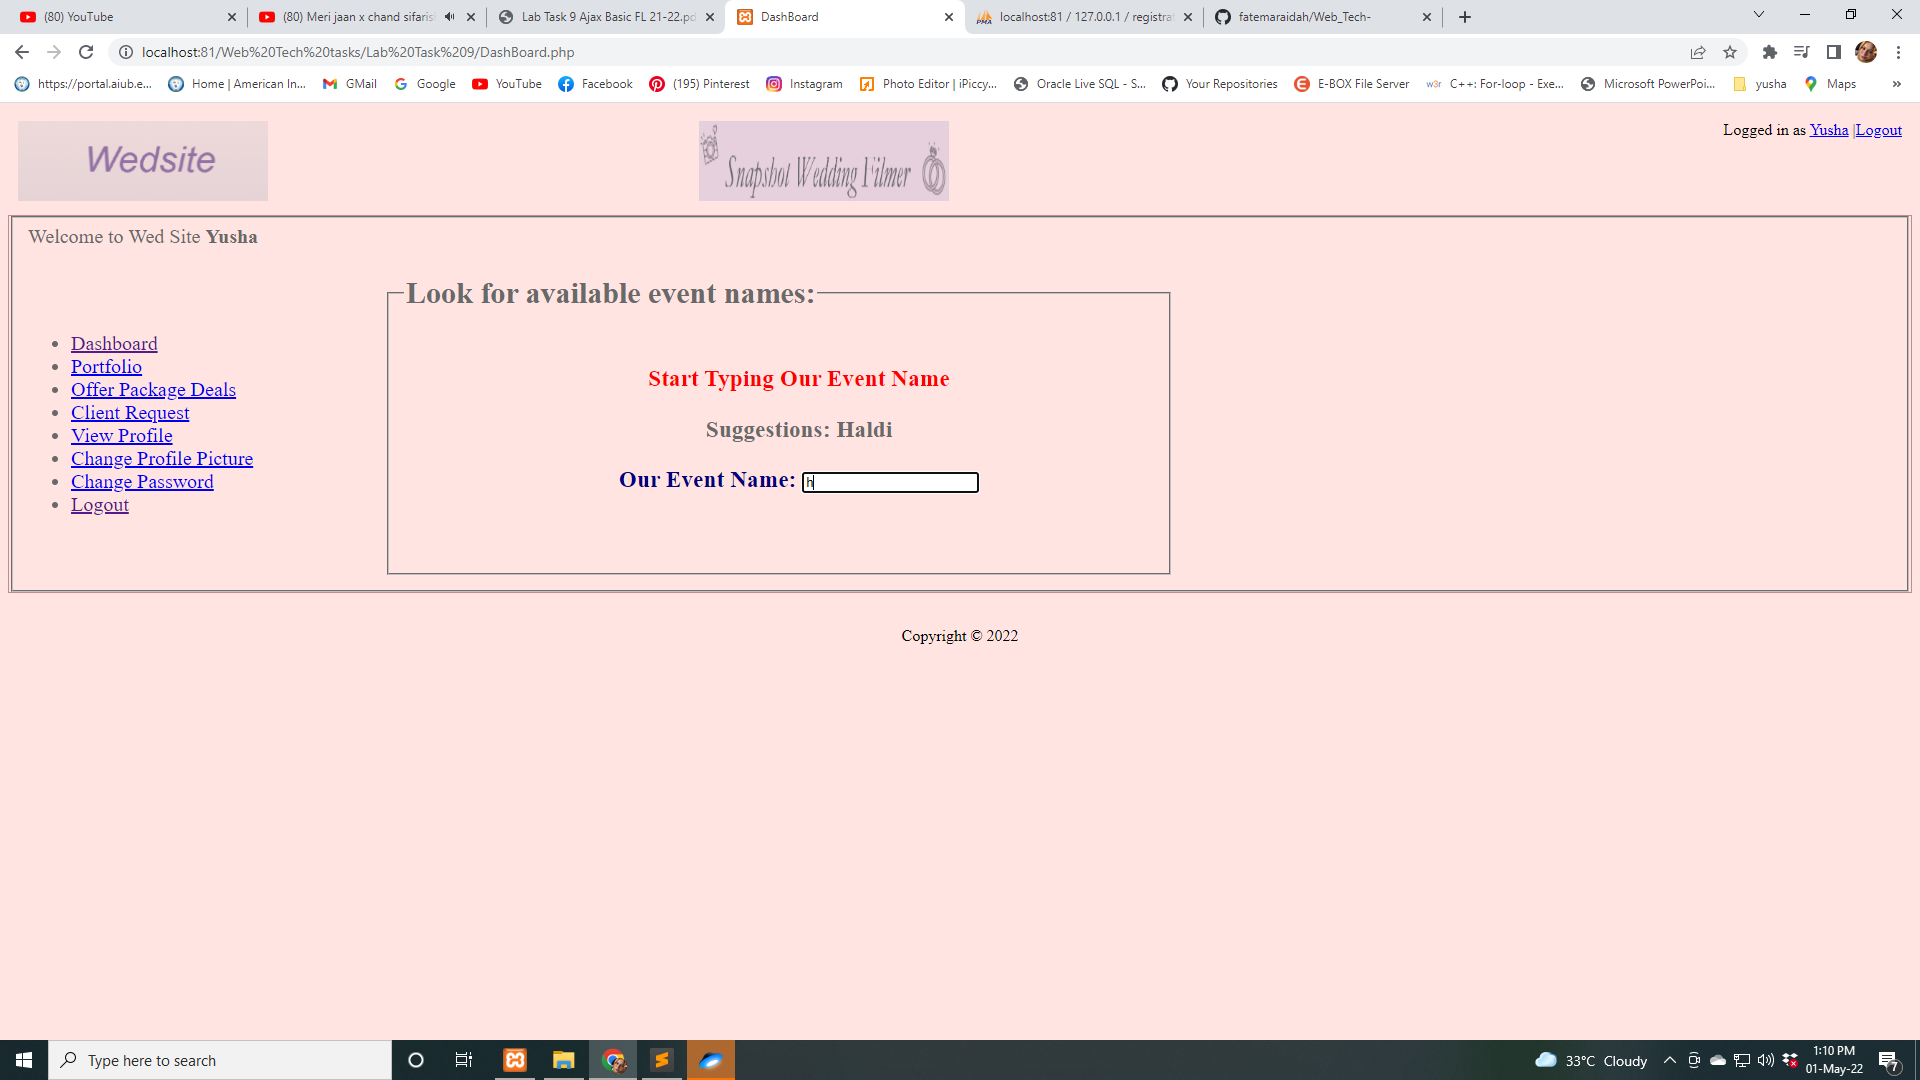 (80) YouTube
(80) Meri jaan x chand sifaris
Lab Task 9 Ajax Basic FL 21-22.pd
DashBoard
localhost:81 / 127.0.0.1 / registra
fatemaraidah/Web_Tech-
localhost:81/Web%20Tech%20tasks/Lab%20Task%209/DashBoard.php
https://portal.aiub.e...
Home | American In...
GMail
Google
YouTube
Facebook
(195) Pinterest
Instagram
Photo Editor | iPiccy...
Oracle Live SQL - S...
Your Repositories
E-BOX File Server
w3r
C++: For-loop - Exe...
Microsoft PowerPoi...
yusha
Maps
»
Wedsite
Snapshot Wedding Filmer
Logged in as Yusha |Logout
Welcome to Wed Site Yusha
Look for available event names:
Dashboard
Portfolio
Offer Package Deals
Client Request
View Profile
Change Profile Picture
Change Password
Logout
Start Typing Our Event Name
Suggestions: Haldi
Our Event Name: h
Copyright © 2022
Type here to search
33°C Cloudy
1:10 PM
01-May-22
7